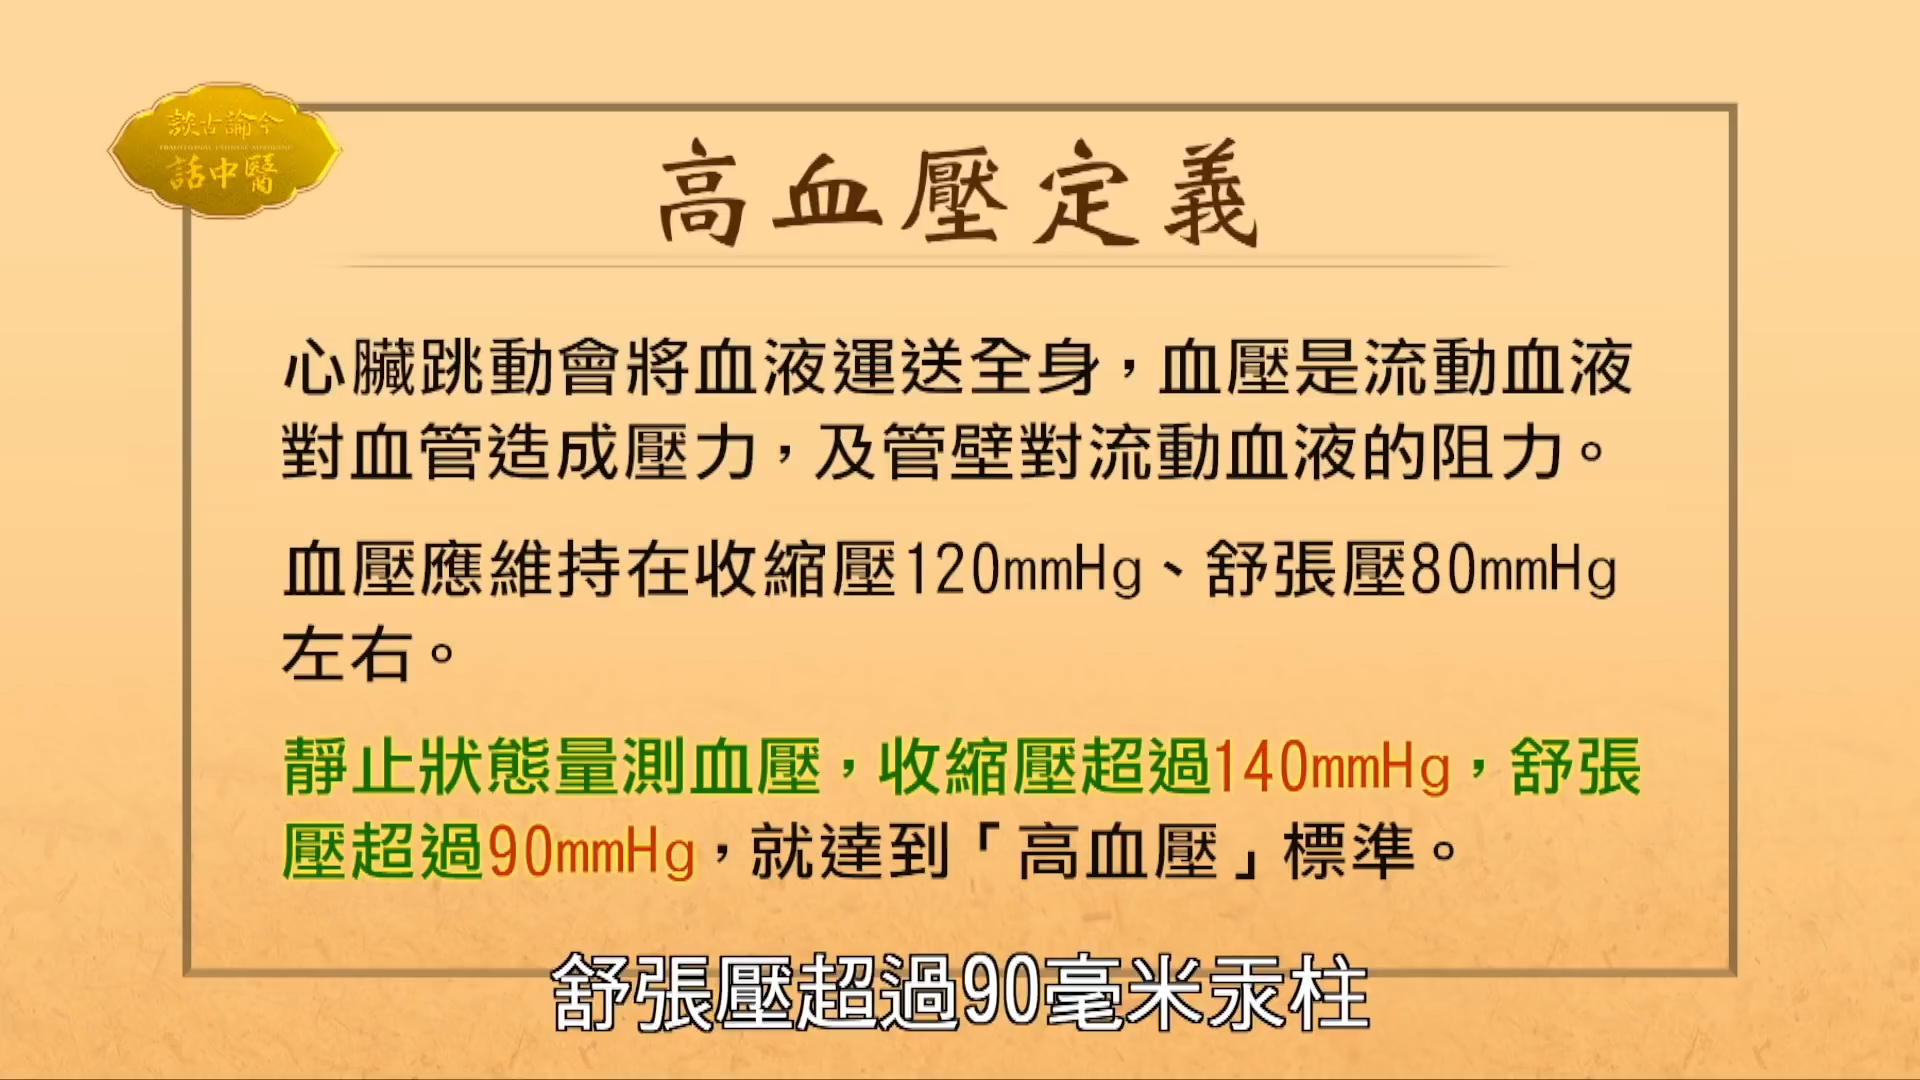 談古論今
TRADITIONAL CHINESE MEDICINE
話中醫
高血壓定義
心臟跳動會將血液運送全身，血壓是流動血液
對血管造成壓力，及管壁對流動血液的阻力。
血壓應維持在收縮壓120mmHg、舒張壓80mmHg
左右。
靜止狀態量測血壓，收縮壓超過140mmHg，舒張
壓超過90mmHg，就達到「高血壓」標準。
舒張壓超過90毫米汞柱